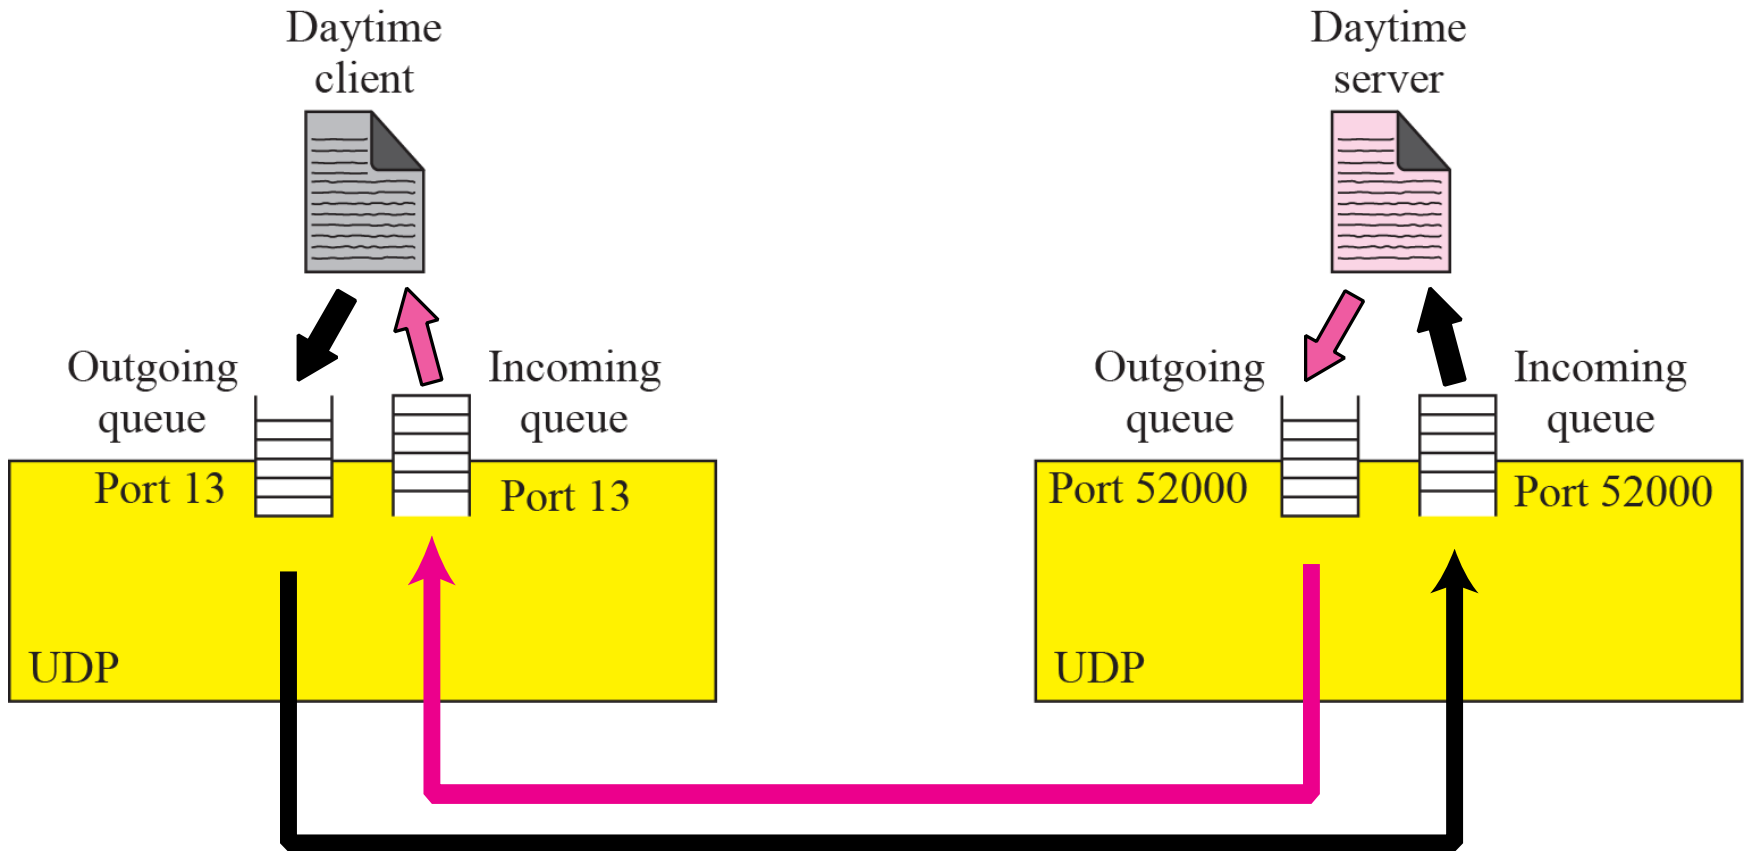 Daytime
client
Daytime
server
Outgoing
queue
Incoming
queue
Outgoing
queue
Incoming
queue
Port 13
Port 13
Port 52000
Port 52000
UDP
UDP